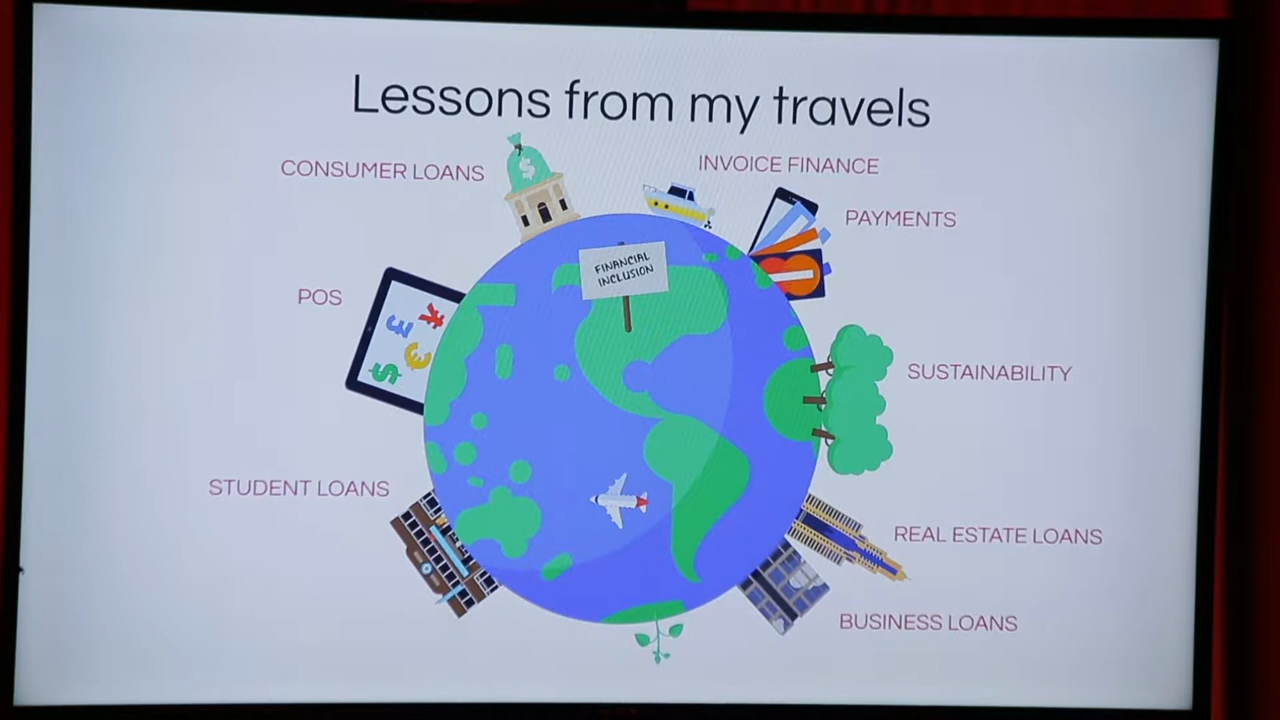 Lessons from my travels
CONSUMER LOANS
INVOICE FINANCE
PAYMENTS
FINANCIAL
INCLUSION
POS
SUSTAINABILITY
STUDENT LOANS
REAL ESTATE LOANS
BUSINESS LOANS